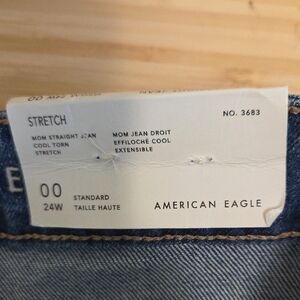 STRETCH
NO. 3683
MOM STRAIGHT JEAN
COOL TORN
STRETCH
MOM JEAN DROIT
EFFILOCHÉ COOL
EXTENSIBLE
00
24W
STANDARD
TAILLE HAUTE
AMERICAN EAGLE